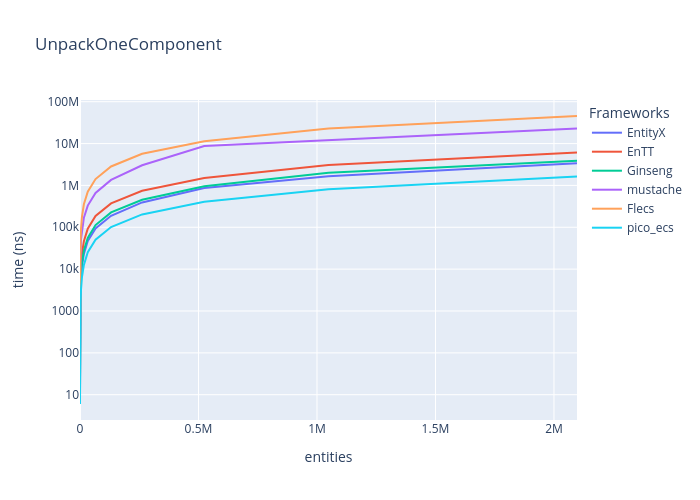 UnpackOneComponent
100M
10M
1M
100k
10k
1000
100
10
time (ns)
0
0.5M
1M
1.5M
2M
entities
Frameworks
EntityX
EnTT
Ginseng
mustache
Flecs
pico_ecs